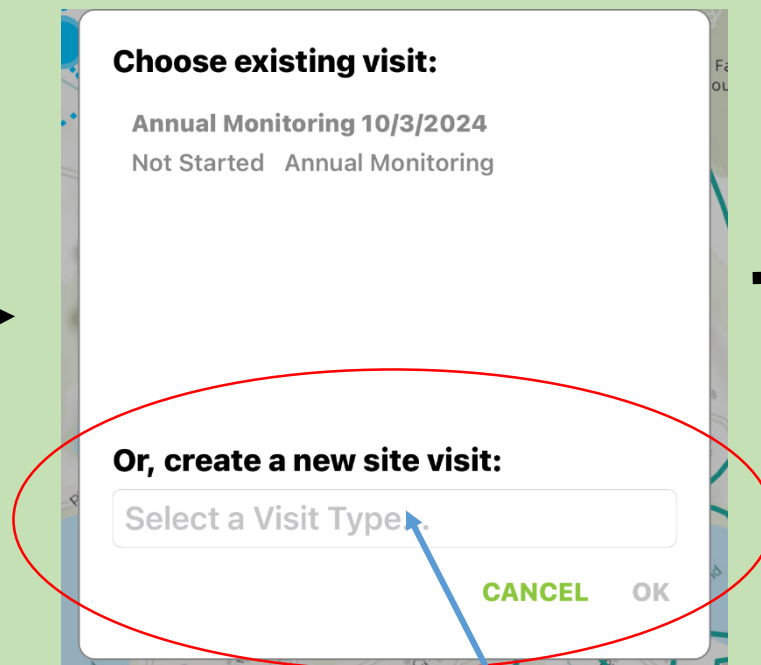 Choose existing visit:
Annual Monitoring 10/3/2024
Not Started Annual Monitoring
Or, create a new site visit:
Select a Visit Type...
CANCEL OK